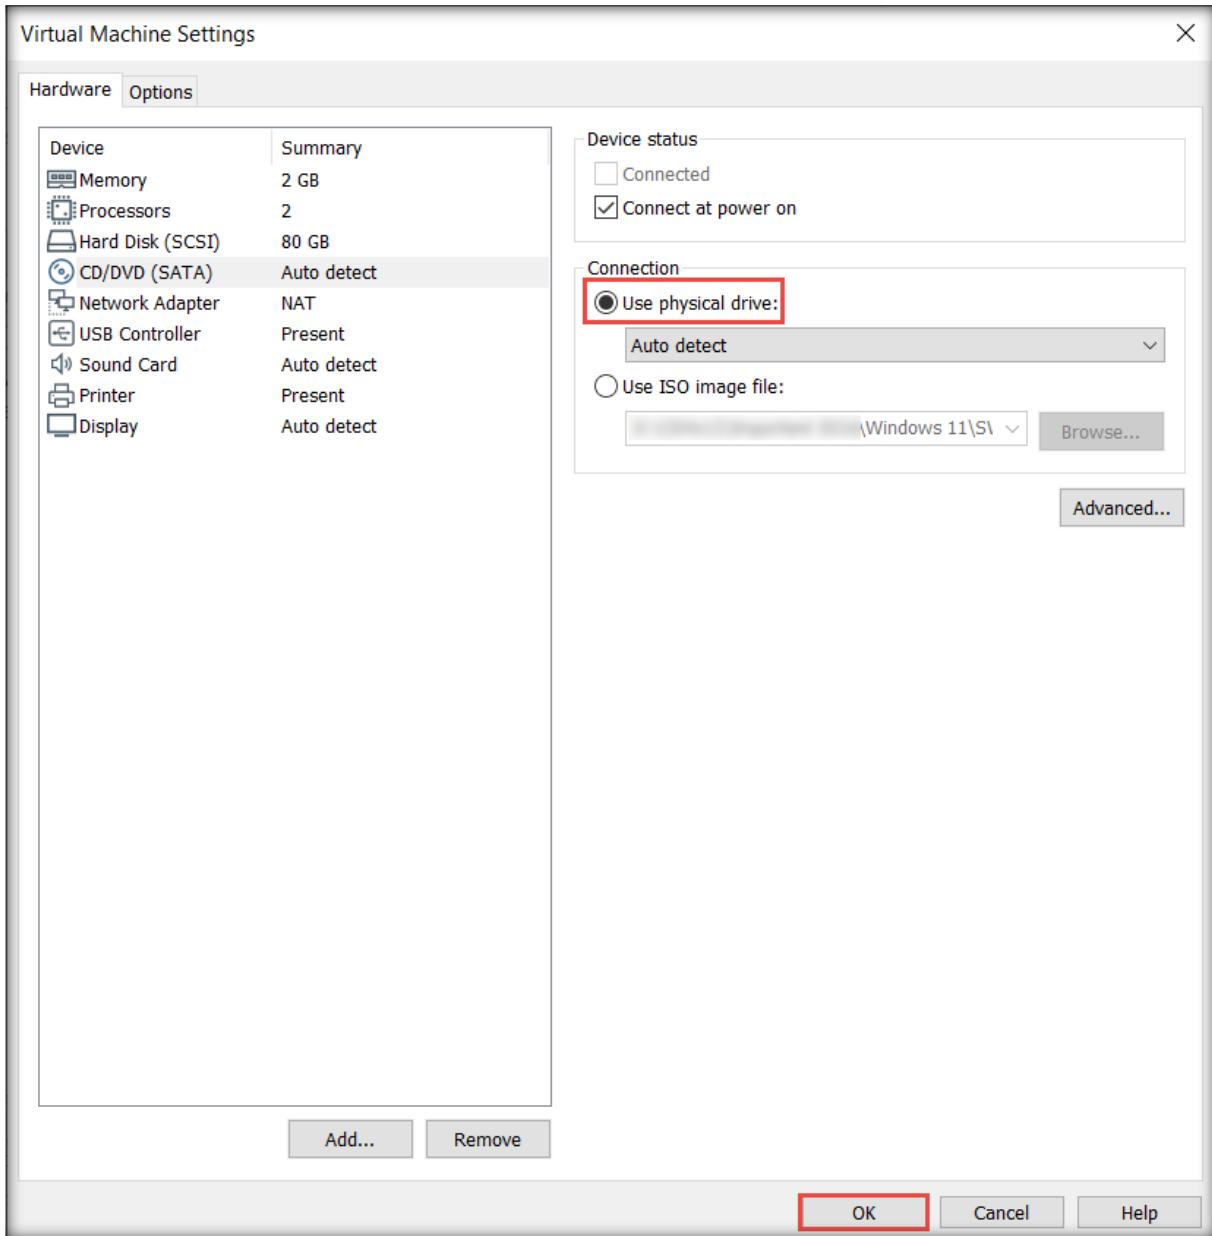 Virtual Machine Settings
Hardware Options
Device Summary
Memory 2 GB
Processors 2
Hard Disk (SCSI) 80 GB
CD/DVD (SATA) Auto detect
Network Adapter NAT
USB Controller Present
Sound Card Auto detect
Printer Present
Display Auto detect
Add... Remove
Device status
Connected
Connect at power on
Connection
Use physical drive:
Auto detect
Use ISO image file:
\Windows 11\S\ Browse...
Advanced...
OK Cancel Help